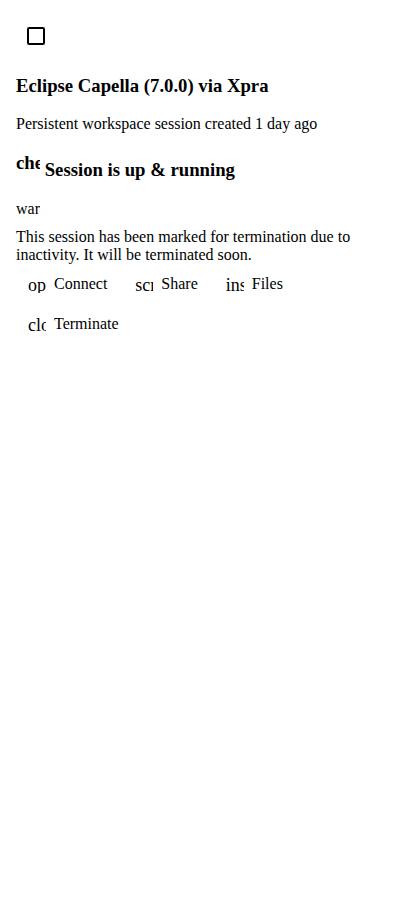 Eclipse Capella (7.0.0) via Xpra
Persistent workspace session created 1 day ago
che Session is up & running
war
This session has been marked for termination due to
inactivity. It will be terminated soon.
op Connect scr Share ins Files
clo Terminate